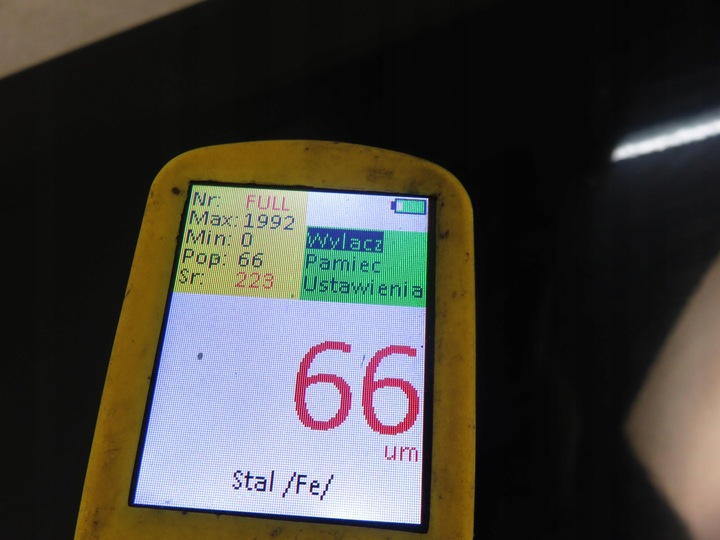 Nr: FULL
Max: 1992
Min: 0
Pop: 66
Sr: 223
Wylacz
Pamiec
Ustawienia
66
um
Stal /Fe/